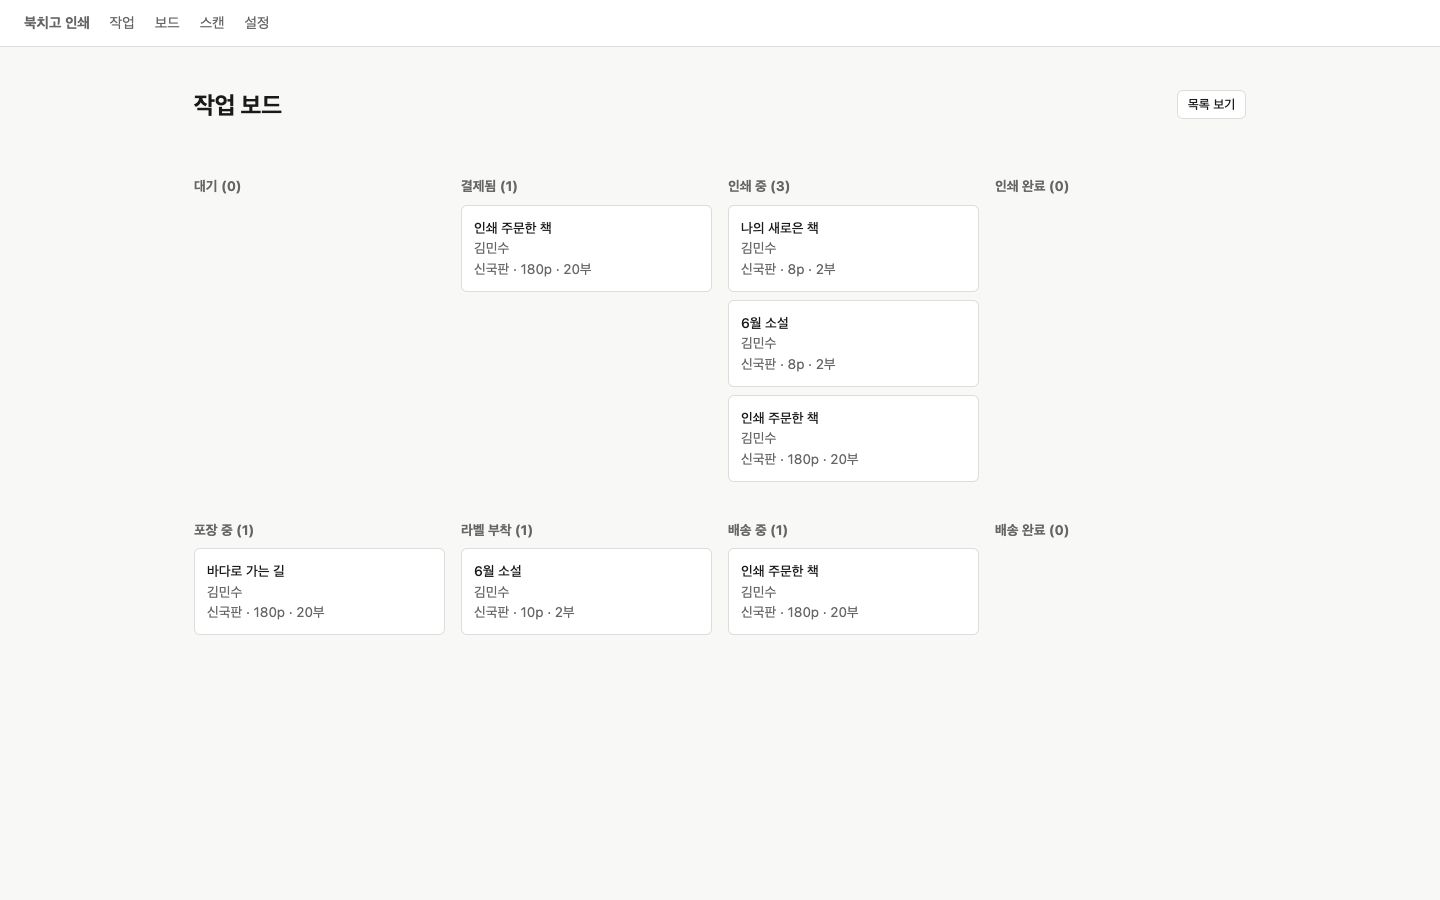 북치고 인쇄 작업 보드 스캔 설정
작업 보드
목록 보기
대기 (0)
결제됨 (1)
인쇄 주문한 책
김민수
신국판 · 180p · 20부
인쇄 중 (3)
나의 새로은 책
김민수
신국판 · 8p · 2부
6월 소설
김민수
신국판 · 8p · 2부
인쇄 주문한 책
김민수
신국판 · 180p · 20부
인쇄 완료 (0)
포장 중 (1)
바다로 가는 길
김민수
신국판 · 180p · 20부
라벨 부착 (1)
6월 소설
김민수
신국판 · 10p · 2부
배송 중 (1)
인쇄 주문한 책
김민수
신국판 · 180p · 20부
배송 완료 (0)